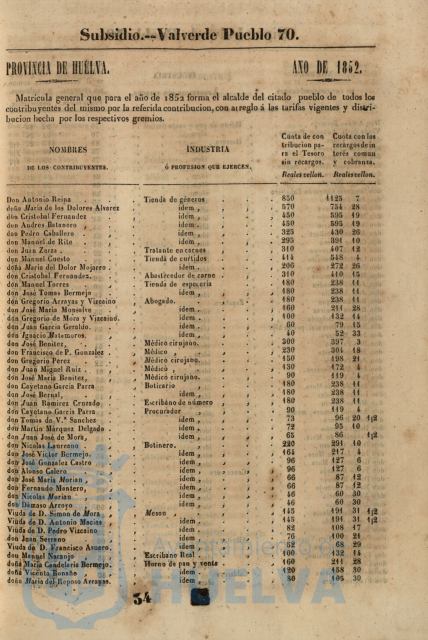 Subsidio.--Valverde Pueblo 70.
PROVINCIA DE HUELVA. AÑO DE 1852.
Matrícula general que para el año de 1852 forma el alcalde del citado pueblo de todos los
contribuyentes del mismo por la referida contribucion, con arreglo á las tarifas vigentes y distri-
bucion hecha por los respectivos gremios.
NOMBRES INDUSTRIA Cuota de con Cuota con los
tribucion pa- recargos de in-
DE LOS CONTRIBUYENTES. Ó PROFESION QUE EJERCEN. ra el Tesoro terés comun
sin recargos. y cobranza.
Reales vellon. Reales vellon.
Don Antonio Reina Tienda de géneros 850 1125 7
doña María de los Dolores Alvarez idem, 570 754 28
don Cristobal Fernandez idem, 450 595 19
don Andres Batanero idem, 450 595 19
don Pedro Caballero idem, 325 430 26
don Manuel de Rite idem, 295 391 10
don Juan Zarza Tratante en carnes 310 407 12
don Manuel Cuesto Tienda de curtidos 414 548 4
doña María del Dolor Mojarro idem, 206 272 26
don Cristobal Fernandez. Abastecedor de carne 310 410 15
don Manuel Torres Tienda de especería 180 238 11
don José Tomas Bermejo idem, 180 238 11
don Gregorio Arrayas y Vizcaino Abogado. 180 238 11
don José María Monsalvo idem, 160 211 28
don Gregorio de Mora y Vizcaino. idem, 100 132 14
don Juan García Geraldo. idem, 60 79 15
don Ignacio Matemoros. idem, 40 52 33
don José Benitez, Médico cirujano. 300 397 3
don Francisco de P. Gonzalez Médico 230 304 18
don Gregorio Perez Médico cirujano. 150 198 21
don Juan Miguel Ruiz Médico 130 172 4
don José María Benitez, Médico cirujano. 90 119 4
don Cayetano García Parra Boticario 180 238 11
don José Bernal, idem, 180 238 11
don Juan Ramirez Cruzado, Escribano de número 180 238 11
don Cayetano García Parra Procurador 90 119 4
don Tomas de V.ª Sanchez idem, 73 96 20 1/2
don Martin Márquez Delgado idem, 72 95 10
don Juan José de Mora, idem, 65 86 1/2
don Nicolas Laureano Botinero. 220 291 10
don José Victor Bermejo. idem, 164 217 4
don José Gonzalez Castro idem, 96 127 6
don Alonso Calero idem, 96 127 6
don José María Morian idem, 66 87 12
don Fernando Montero, idem, 66 87 12
don Nicolas Morian idem, 46 60 30
don Dámaso Arroyo idem, 46 60 30
Viuda de D. Simon de Mora Meson 145 191 31 1/2
Viuda de D. Antonio Macias idem, 145 191 31 1/2
Viuda de D. Pedro Vizcaino idem, 82 108 17
don Juan Serrano idem, 76 100 21
Viuda de D. Francisco Asuero. idem, 52 68 29
don Manuel Naranjo Escribano Real 100 132 14
doña María Candelaria Bermejo. Horno de pan y venta 160 211 28
doña Vicenta Bonaño idem, 120 158 30
doña María del Reposo Arrayas. idem, 80 105 30
34
Ayuntamiento de
HUELVA